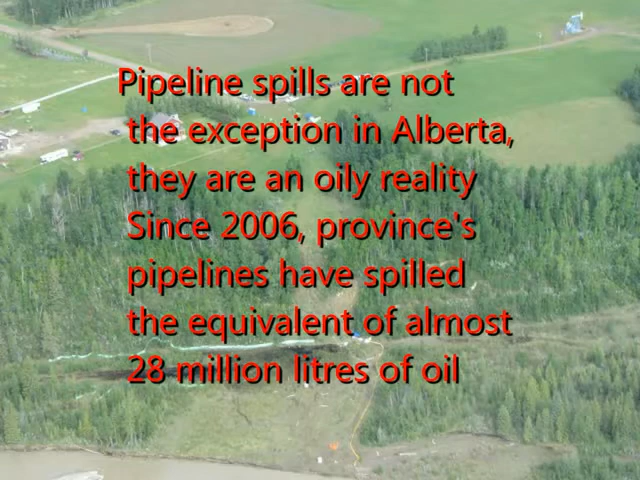 Pipeline spills are not
the exception in Alberta,
they are an oily reality
Since 2006, province's
pipelines have spilled
the equivalent of almost
28 million litres of oil